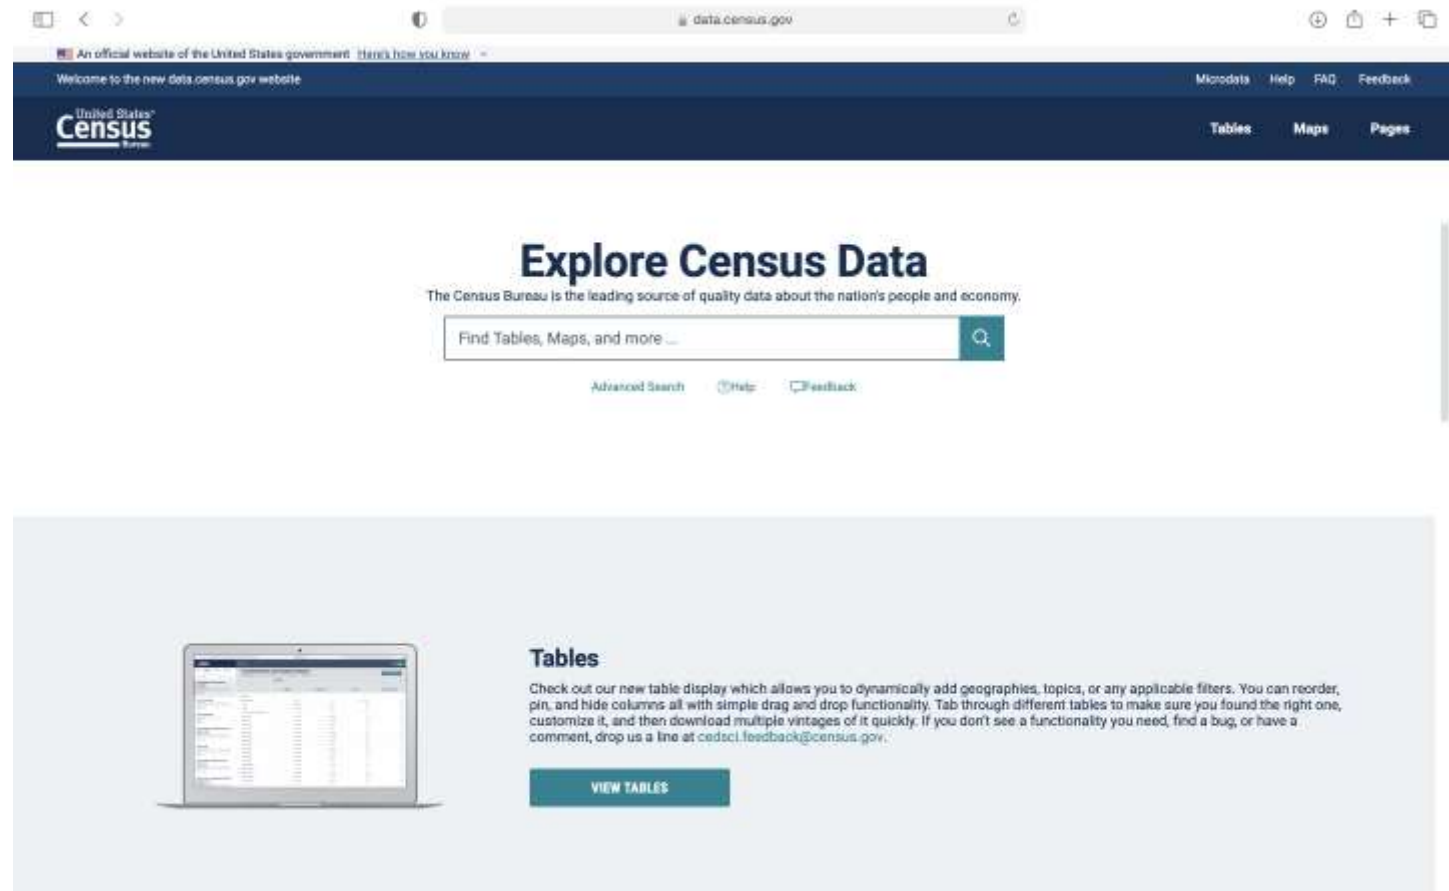 data.census.gov
An official website of the United States government Here's how you know
Welcome to the new data.census.gov website
Microdata Help FAQ Feedback
United States®
Census
Bureau
Tables Maps Pages
Explore Census Data
The Census Bureau is the leading source of quality data about the nation's people and economy.
Find Tables, Maps, and more ...
Advanced Search Help Feedback
Tables
Check out our new table display which allows you to dynamically add geographies, topics, or any applicable filters. You can reorder,
pin, and hide columns all with simple drag and drop functionality. Tab through different tables to make sure you found the right one,
customize it, and then download multiple vintages of it quickly. If you don't see a functionality you need, find a bug, or have a
comment, drop us a line at cedsci.feedback@census.gov.
VIEW TABLES